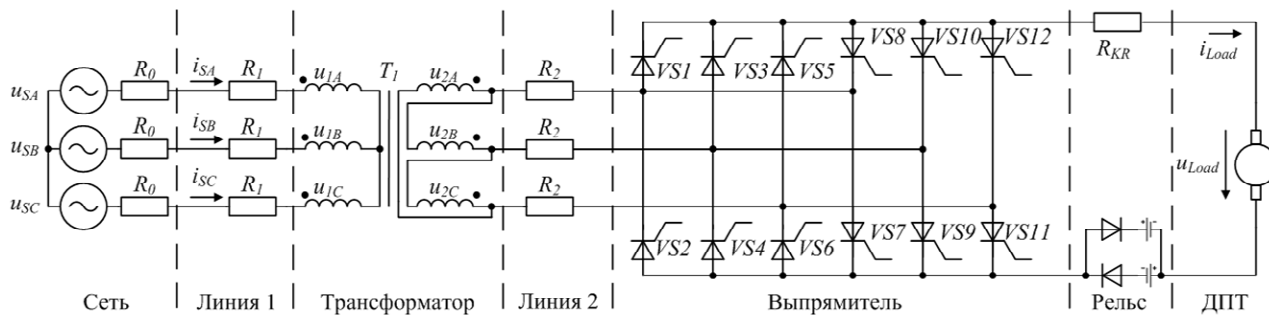 VS8 VS10 VS12
R_KR
i_Load
i_SA
u_1A T_1 u_2A
VS1 VS3 VS5
u_SA R_0 R_1 R_2
i_SB
u_1B u_2B
u_SB R_0 R_1 R_2
u_Load
i_SC
u_1C u_2C
u_SC R_0 R_1 R_2
VS2 VS4 VS6 VS7 VS9 VS11
+ -
- +
Сеть Линия 1 Трансформатор Линия 2 Выпрямитель Рельс ДПТ